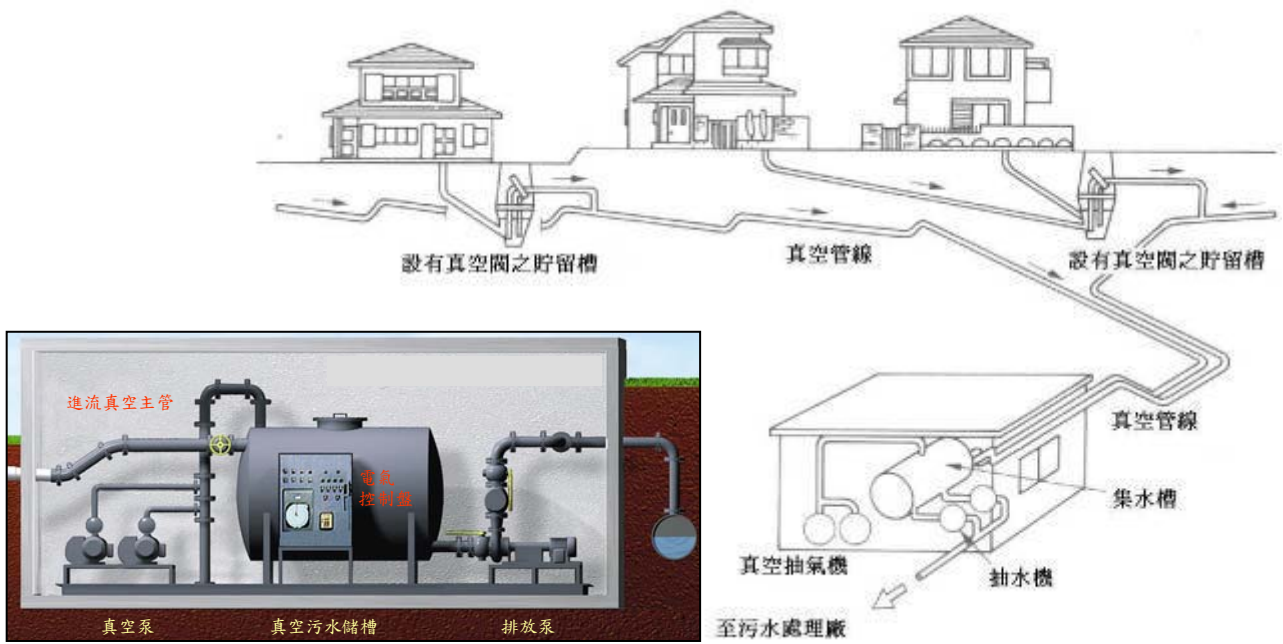 設有真空閥之貯留槽
真空管線
設有真空閥之貯留槽
真空管線
集水槽
真空抽氣機
抽水機
至污水處理廠
進流真空主管
電氣
控制盤
真空泵
真空污水儲槽
排放泵